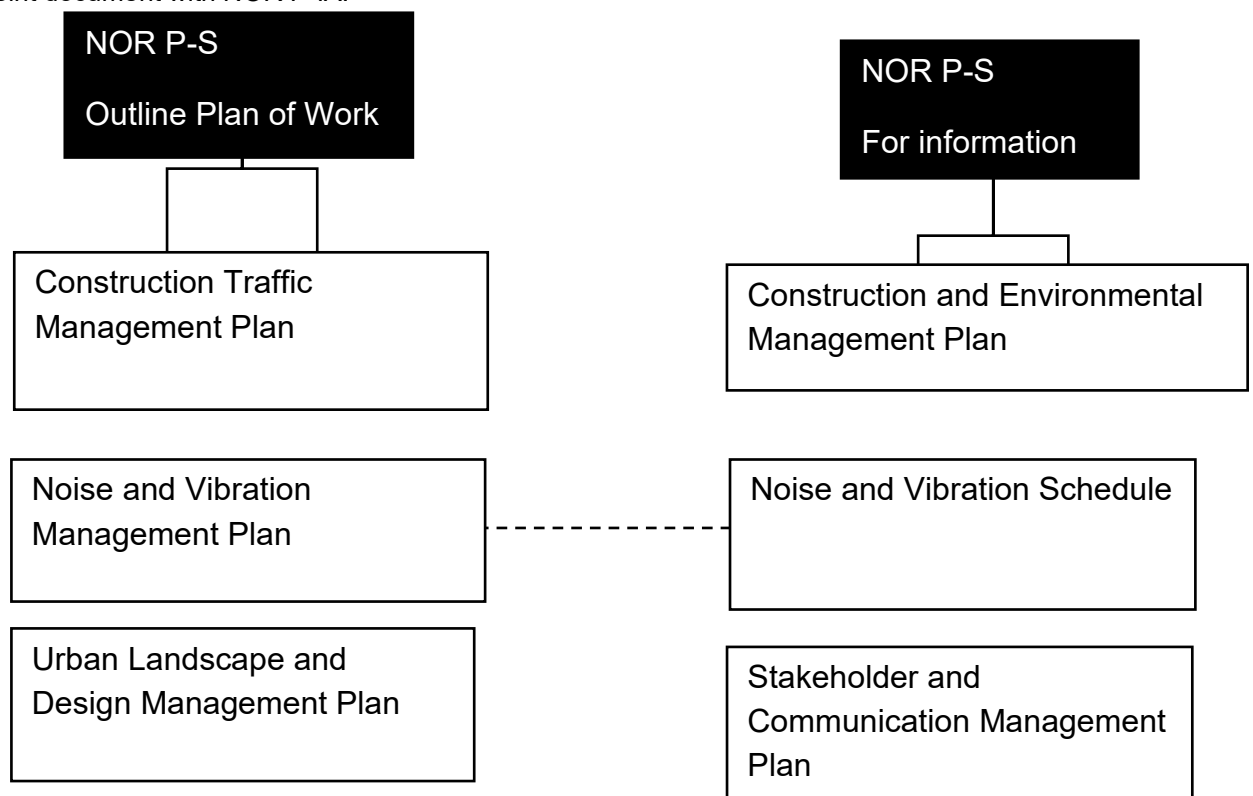 NOR P-S
Outline Plan of Work
NOR P-S
For information
Construction Traffic
Management Plan
Construction and Environmental
Management Plan
Noise and Vibration
Management Plan
Noise and Vibration Schedule
Urban Landscape and
Design Management Plan
Stakeholder and
Communication Management
Plan